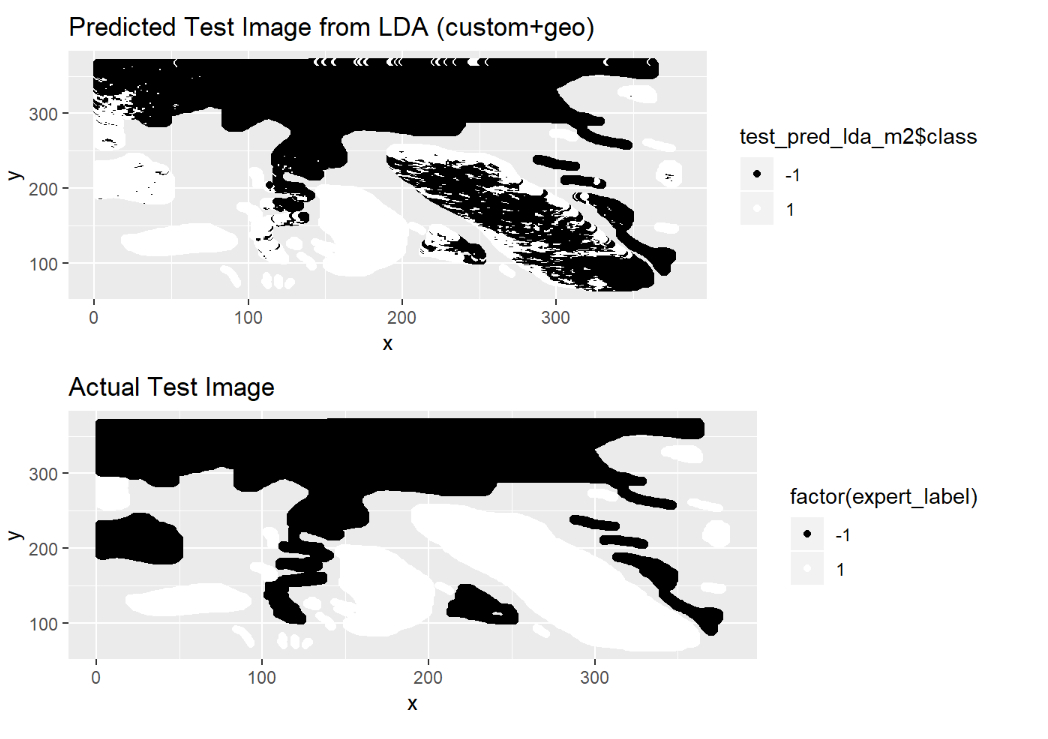 Predicted Test Image from LDA (custom+geo)
300
200
100
y
0 100 200 300
x
test_pred_lda_m2$class
-1
1
Actual Test Image
300
200
100
y
0 100 200 300
x
factor(expert_label)
-1
1